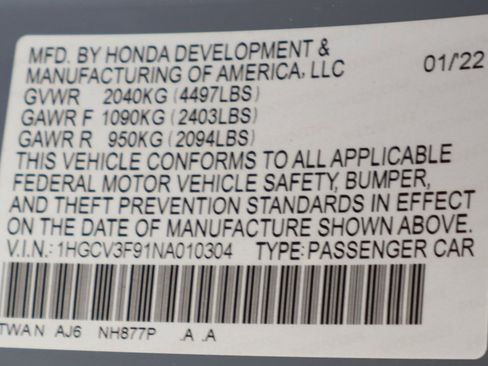 MFD. BY HONDA DEVELOPMENT &
MANUFACTURING OF AMERICA, LLC 01/'22
GVWR 2040KG (4497LBS)
GAWR F 1090KG (2403LBS)
GAWR R 950KG (2094LBS)
THIS VEHICLE CONFORMS TO ALL APPLICABLE
FEDERAL MOTOR VEHICLE SAFETY, BUMPER,
AND THEFT PREVENTION STANDARDS IN EFFECT
ON THE DATE OF MANUFACTURE SHOWN ABOVE.
V.I.N.: 1HGCV3F91NA010304 TYPE: PASSENGER CAR
TWA N AJ6 NH877P .A .A